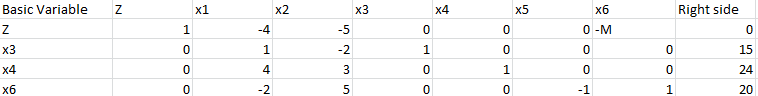 Basic Variable Z x1 x2 x3 x4 x5 x6 Right side
Z 1 -4 -5 0 0 0 -M 0
x3 0 1 -2 1 0 0 15
x4 0 4 3 0 1 0 0 24
x6 0 -2 5 0 0 -1 1 20